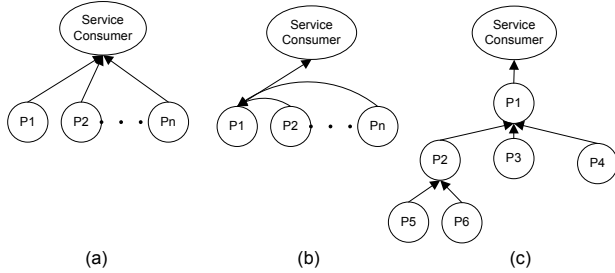 Service
Consumer
P1
P2
Pn
(a)
Service
Consumer
P1
P2
Pn
(b)
Service
Consumer
P1
P2
P3
P4
P5
P6
(c)